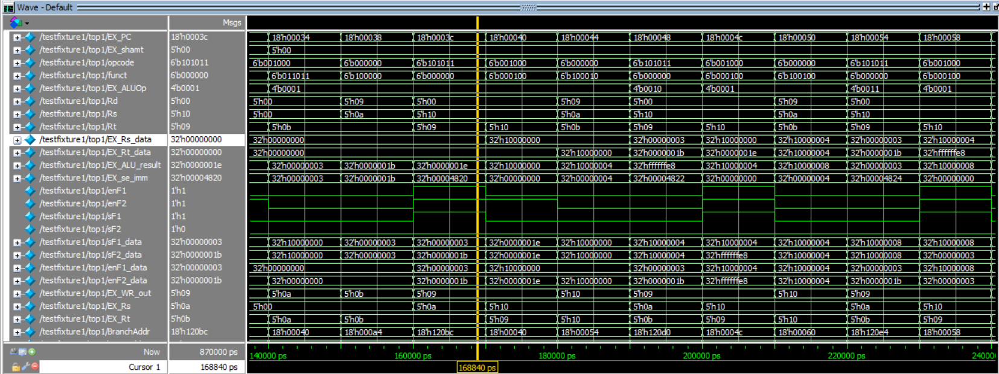 Wave - Default
Msgs
/testfixture1/top1/EX_PC 18'h0003c 18'h00034 18'h00038 18'h0003c 18'h00040 18'h00044 18'h00048 18'h0004c 18'h00050 18'h00054 18'h00058
/testfixture1/top1/EX_shamt 5'h00 5'h00
/testfixture1/top1/opcode 6'b101011 6'b001000 6'b000000 6'b101011 6'b001000 6'b000000 6'b101011 6'b001000 6'b000000 6'b101011 6'b001000
/testfixture1/top1/funct 6'b000000 6'b011011 6'b100000 6'b000000 6'b000100 6'b100010 6'b000000 6'b000100 6'b100100 6'b000000 6'b000100
/testfixture1/top1/EX_ALUOp 4'b0001 4'b0001 4'b0010 4'b0001 4'b0011 4'b0001
/testfixture1/top1/Rd 5'h00 5'h00 5'h09 5'h00 5'h09 5'h00 5'h09 5'h00
/testfixture1/top1/Rs 5'h10 5'h00 5'h0a 5'h10 5'h0a 5'h10 5'h0a 5'h10
/testfixture1/top1/Rt 5'h09 5'h0b 5'h09 5'h10 5'h0b 5'h09 5'h10 5'h0b 5'h09 5'h10
/testfixture1/top1/EX_Rs_data 32'h00000000 32'h00000000 32'h10000000 32'h00000003 32'h10000000 32'h10000004 32'h00000003 32'h10000004
/testfixture1/top1/EX_Rt_data 32'h00000000 32'h00000000 32'h10000000 32'h0000001b 32'h0000001e 32'h10000004 32'h0000001b 32'hffffffe8
/testfixture1/top1/EX_ALU_result 32'h0000001e 32'h00000003 32'h0000001b 32'h0000001e 32'h10000000 32'h10000004 32'hffffffe8 32'h10000004 32'h10000008 32'h00000003 32'h10000008
/testfixture1/top1/EX_se_imm 32'h00004820 32'h00000003 32'h0000001b 32'h00004820 32'h00000000 32'h00000004 32'h00004822 32'h00000000 32'h00000004 32'h00004824 32'h00000000
/testfixture1/top1/enF1 1'h1
/testfixture1/top1/enF2 1'h1
/testfixture1/top1/sF1 1'h1
/testfixture1/top1/sF2 1'h0
/testfixture1/top1/sF1_data 32'h00000003 32'h10000000 32'h00000003 32'h00000003 32'h0000001e 32'h10000000 32'h10000004 32'h10000004 32'h10000004 32'h10000008 32'h10000008
/testfixture1/top1/sF2_data 32'h0000001b 32'h10000000 32'h00000003 32'h0000001b 32'h0000001e 32'h10000000 32'h10000004 32'hffffffe8 32'h10000004 32'h10000008 32'h00000003
/testfixture1/top1/enF1_data 32'h00000003 32'h00000000 32'h00000003 32'h10000000 32'h00000003 32'h10000004 32'h10000004 32'h00000003 32'h10000008
/testfixture1/top1/enF2_data 32'h0000001b 32'h00000000 32'h0000001b 32'h0000001e 32'h10000000 32'h0000001b 32'hffffffe8 32'h10000004 32'h0000001b 32'h00000003
/testfixture1/top1/EX_WR_out 5'h09 5'h0a 5'h0b 5'h09 5'h10 5'h09 5'h10 5'h09
/testfixture1/top1/EX_Rs 5'h0a 5'h00 5'h0a 5'h10 5'h0a 5'h10 5'h0a 5'h10
/testfixture1/top1/EX_Rt 5'h0b 5'h0a 5'h0b 5'h09 5'h10 5'h0b 5'h09 5'h10 5'h0b 5'h09
/testfixture1/top1/BranchAddr 18'h120bc 18'h00040 18'h000a4 18'h120bc 18'h00040 18'h00054 18'h120d0 18'h0004c 18'h00060 18'h120e4 18'h00058
Now 870000 ps 140000 ps 160000 ps 180000 ps 200000 ps 220000 ps 24000
Cursor 1 168840 ps 168840 ps